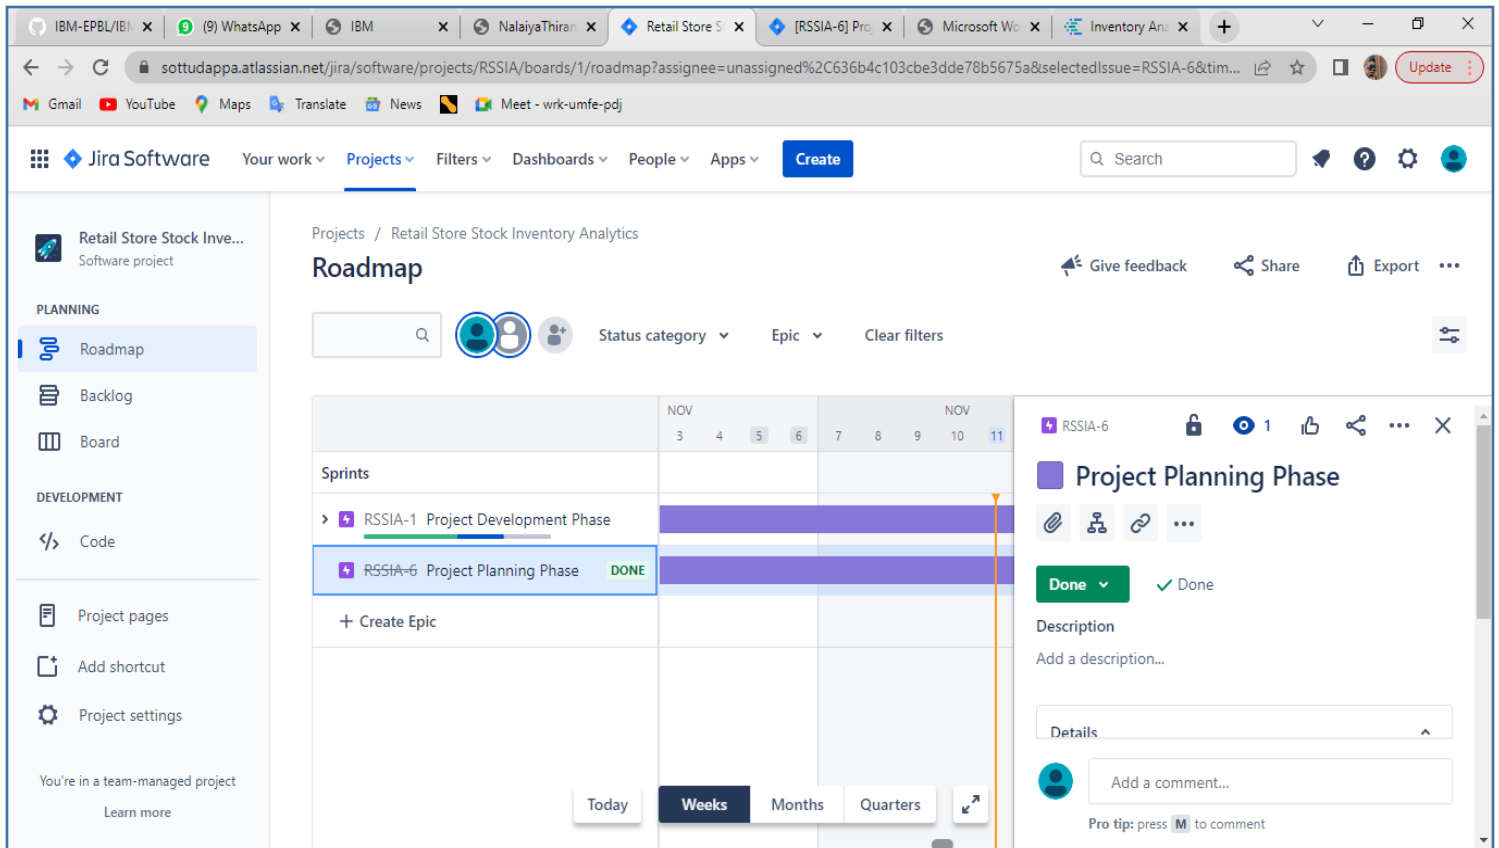 IBM-EPBL/IBM
(9) WhatsApp
IBM
NalaiyaThiran
Retail Store S
[RSSIA-6] Proj
Microsoft Wo
Inventory Ana
sottudappa.atlassian.net/jira/software/projects/RSSIA/boards/1/roadmap?assignee=unassigned%2C636b4c103cbe3dde78b5675a&selectedIssue=RSSIA-6&tim...
Update
Gmail
YouTube
Maps
Translate
News
Meet - wrk-umfe-pdj
Jira Software
Your work
Projects
Filters
Dashboards
People
Apps
Create
Search
Retail Store Stock Inve...
Software project
PLANNING
Roadmap
Backlog
Board
DEVELOPMENT
Code
Project pages
Add shortcut
Project settings
You're in a team-managed project
Learn more
Projects / Retail Store Stock Inventory Analytics
Roadmap
Give feedback
Share
Export
Status category
Epic
Clear filters
NOV NOV
3 4 5 6 7 8 9 10 11
Sprints
RSSIA-1 Project Development Phase
RSSIA-6 Project Planning Phase DONE
+ Create Epic
Today
Weeks
Months
Quarters
RSSIA-6
1
Project Planning Phase
Done
Done
Description
Add a description...
Details
Add a comment...
Pro tip: press M to comment